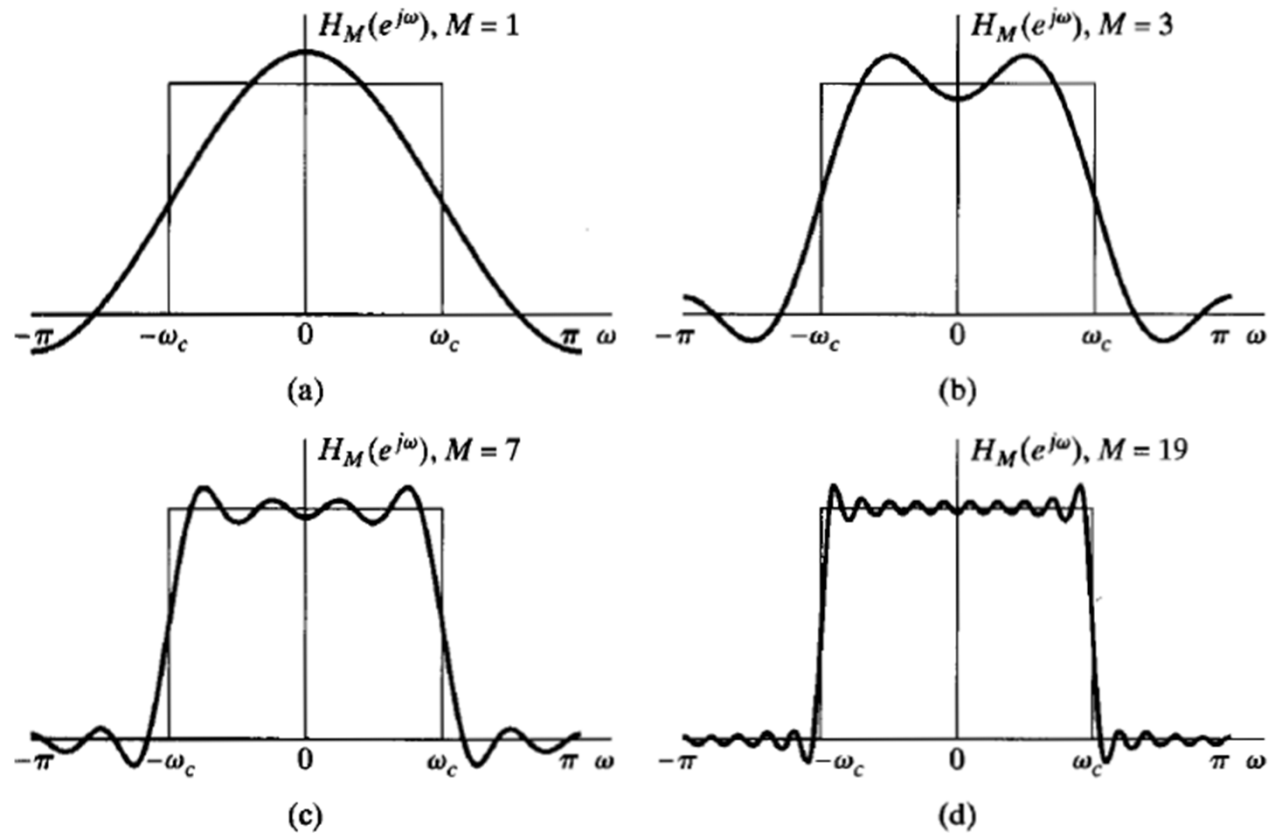 H_M(e^{jω}), M = 1
−π −ω_c 0 ω_c π ω
(a)
H_M(e^{jω}), M = 3
−π −ω_c 0 ω_c π ω
(b)
H_M(e^{jω}), M = 7
−π −ω_c 0 ω_c π ω
(c)
H_M(e^{jω}), M = 19
−π −ω_c 0 ω_c π ω
(d)